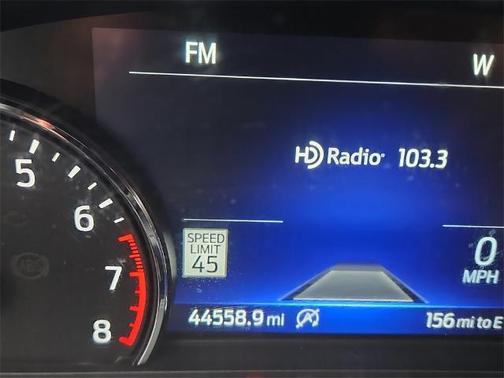 FM W
HD Radio 103.3
5
6
7
8
SPEED
LIMIT
45
0
MPH
44558.9 mi 156 mi to E